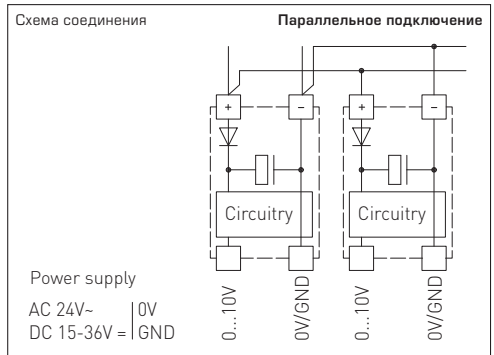 Схема соединения
Параллельное подключение
+ − + −
Circuitry Circuitry
Power supply
AC 24V~ 0V
DC 15-36V = GND
0...10V
0V/GND
0...10V
0V/GND